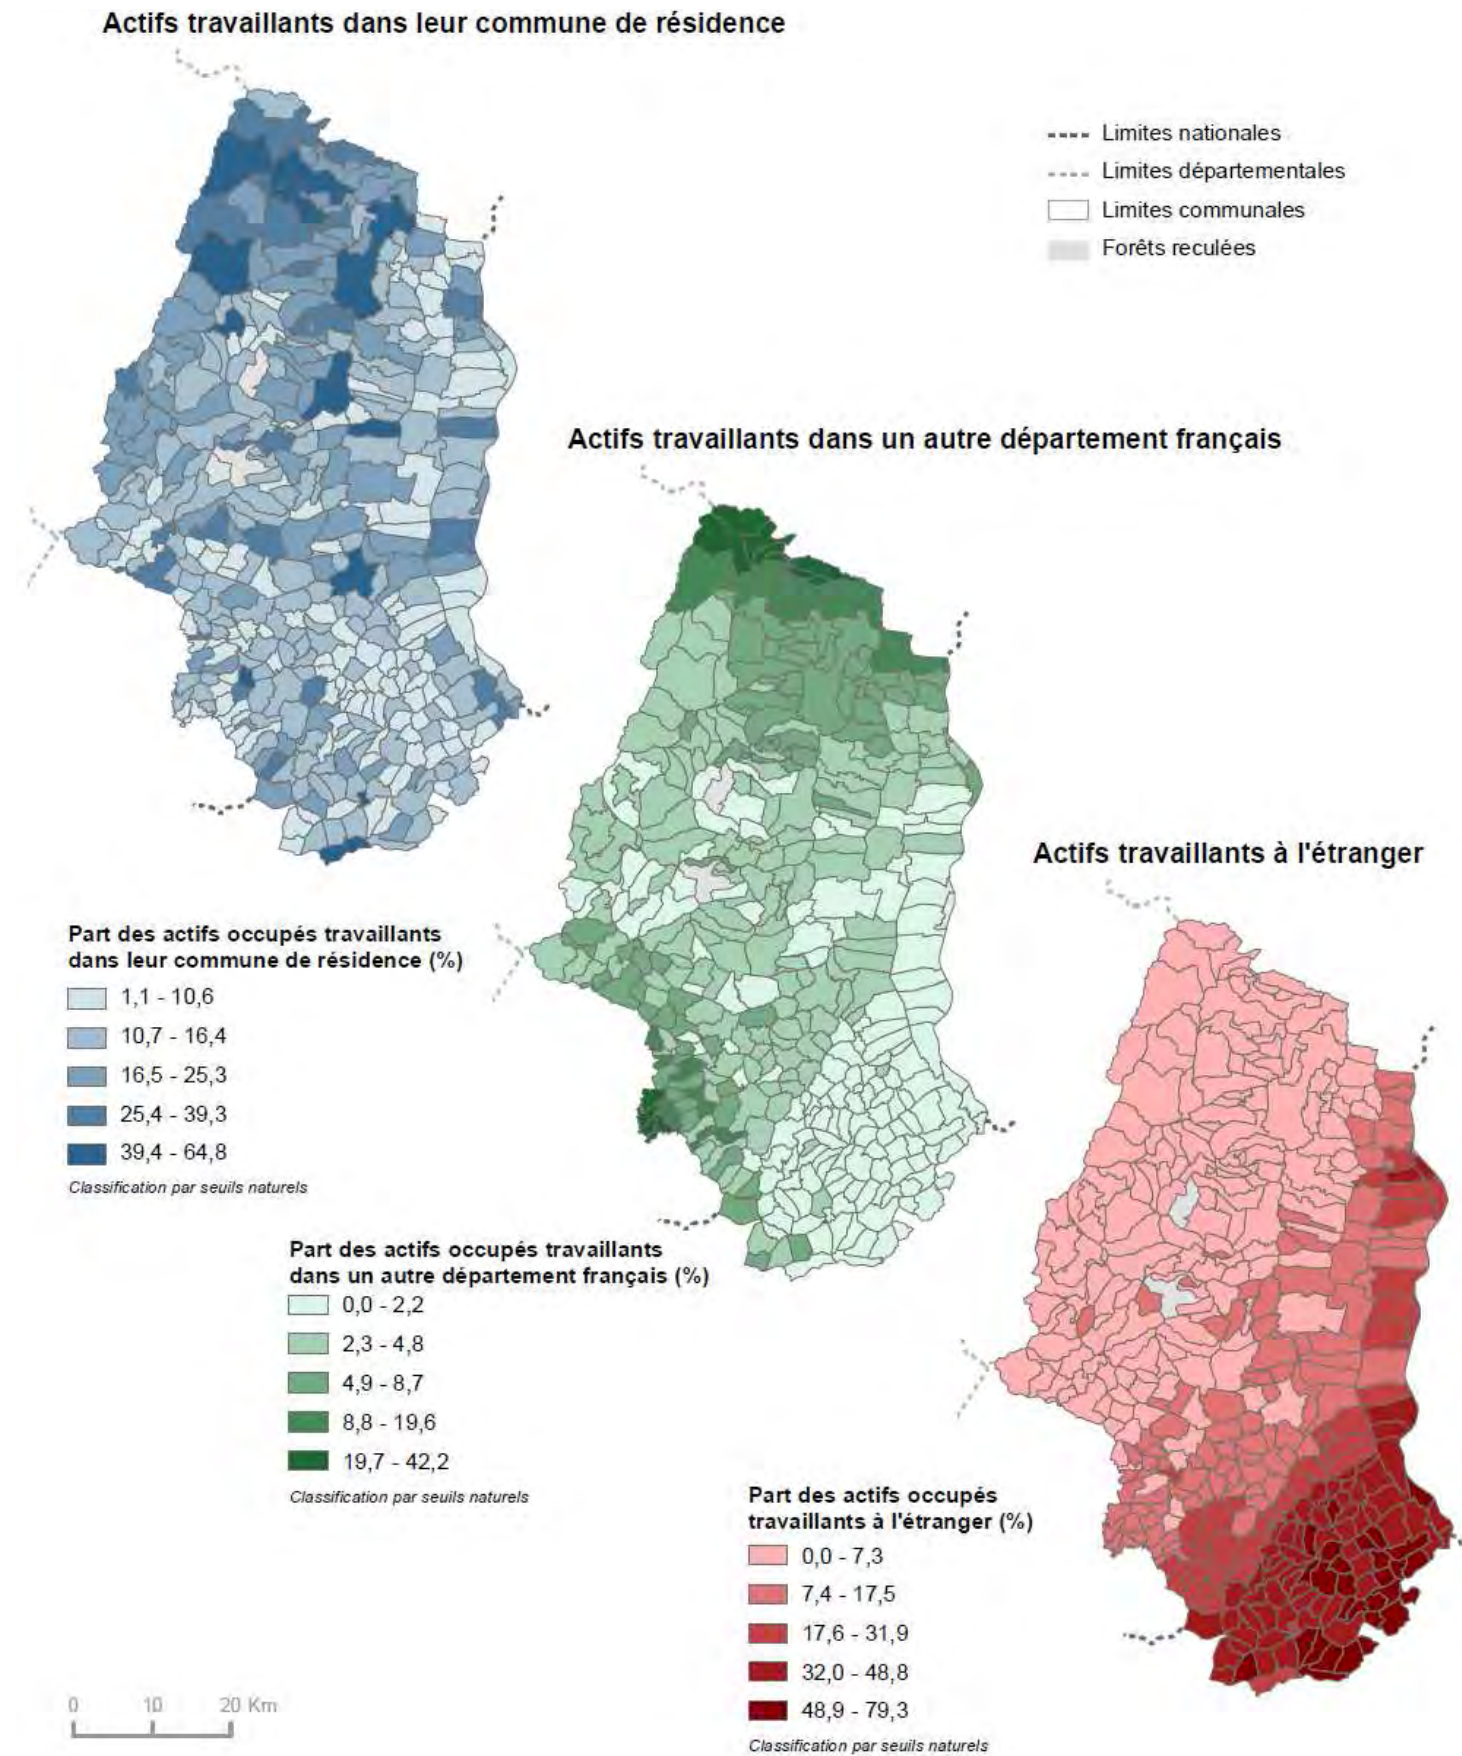 Actifs travaillants dans leur commune de résidence
Limites nationales
Limites départementales
Limites communales
Forêts reculées
Actifs travaillants dans un autre département français
Actifs travaillants à l'étranger
Part des actifs occupés travaillants
dans leur commune de résidence (%)
1,1 - 10,6
10,7 - 16,4
16,5 - 25,3
25,4 - 39,3
39,4 - 64,8
Classification par seuils naturels
Part des actifs occupés travaillants
dans un autre département français (%)
0,0 - 2,2
2,3 - 4,8
4,9 - 8,7
8,8 - 19,6
19,7 - 42,2
Classification par seuils naturels
Part des actifs occupés
travaillants à l'étranger (%)
0,0 - 7,3
7,4 - 17,5
17,6 - 31,9
32,0 - 48,8
48,9 - 79,3
Classification par seuils naturels
0 10 20 Km